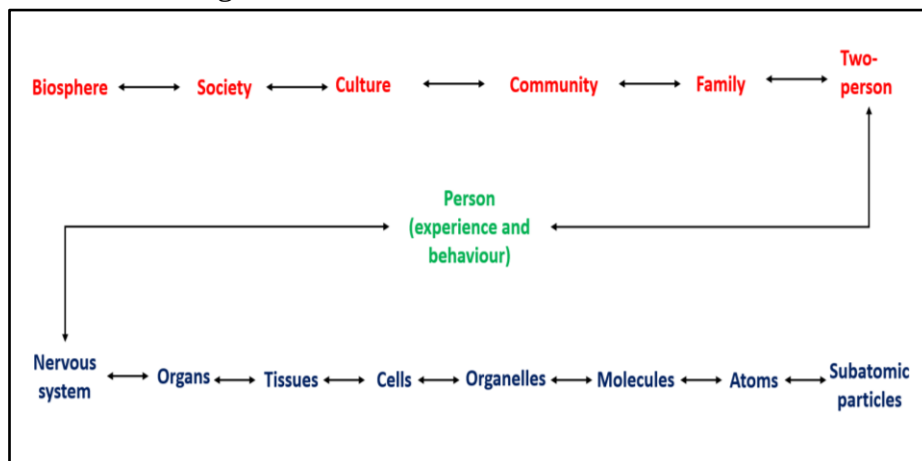 Biosphere Society Culture Community Family Two-person
Person
(experience and
behaviour)
Nervous system Organs Tissues Cells Organelles Molecules Atoms Subatomic particles